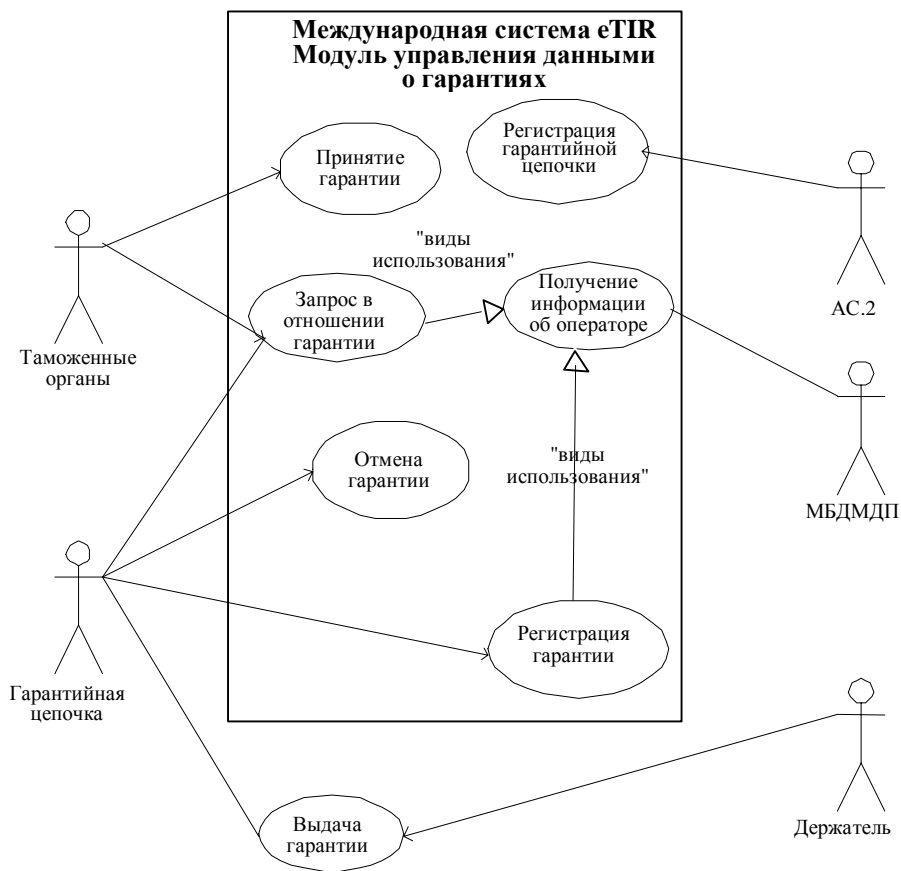 Международная система eTIR
Модуль управления данными
о гарантиях
Принятие
гарантии
Регистрация
гарантийной
цепочки
"виды
использования"
Запрос в
отношении
гарантии
Получение
информации
об операторе
Таможенные
органы
АС.2
Отмена
гарантии
"виды
использования"
МБДМДП
Регистрация
гарантии
Гарантийная
цепочка
Выдача
гарантии
Держатель